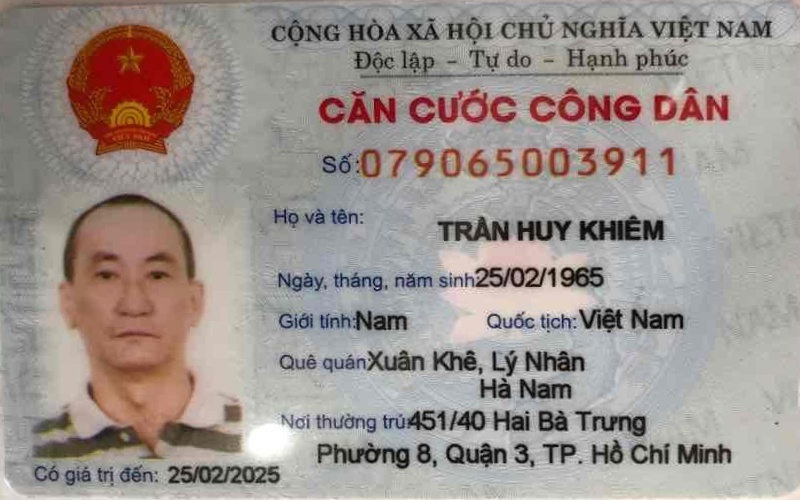 CỘNG HÒA XÃ HỘI CHỦ NGHĨA VIỆT NAM
Độc lập - Tự do - Hạnh phúc
CĂN CƯỚC CÔNG DÂN
Số: 079065003911
Họ và tên:
TRẦN HUY KHIÊM
Ngày, tháng, năm sinh: 25/02/1965
Giới tính: Nam Quốc tịch: Việt Nam
Quê quán: Xuân Khê, Lý Nhân
Hà Nam
Nơi thường trú: 451/40 Hai Bà Trưng
Phường 8, Quận 3, TP. Hồ Chí Minh
Có giá trị đến: 25/02/2025